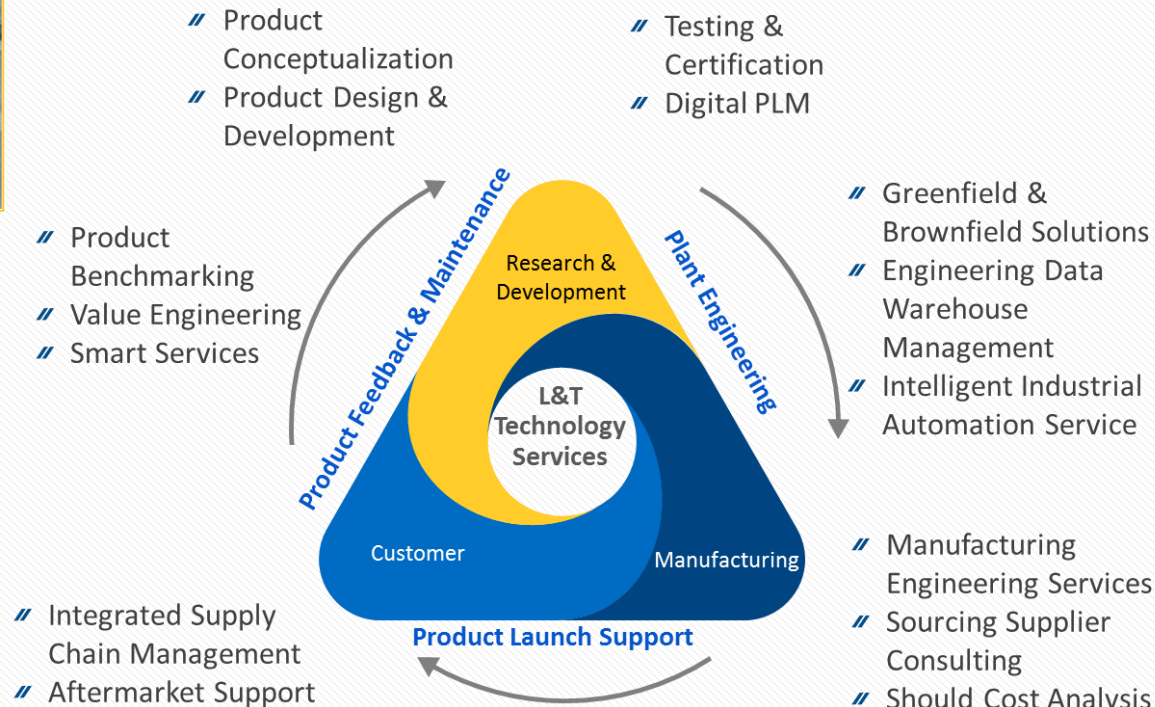 Product
Conceptualization
Product Design &
Development
Testing &
Certification
Digital PLM
Product
Benchmarking
Value Engineering
Smart Services
Product Feedback & Maintenance
Research &
Development
Plant Engineering
Greenfield &
Brownfield Solutions
Engineering Data
Warehouse
Management
Intelligent Industrial
Automation Service
L&T
Technology
Services
Customer
Manufacturing
Product Launch Support
Integrated Supply
Chain Management
Aftermarket Support
Manufacturing
Engineering Services
Sourcing Supplier
Consulting
Should Cost Analysis